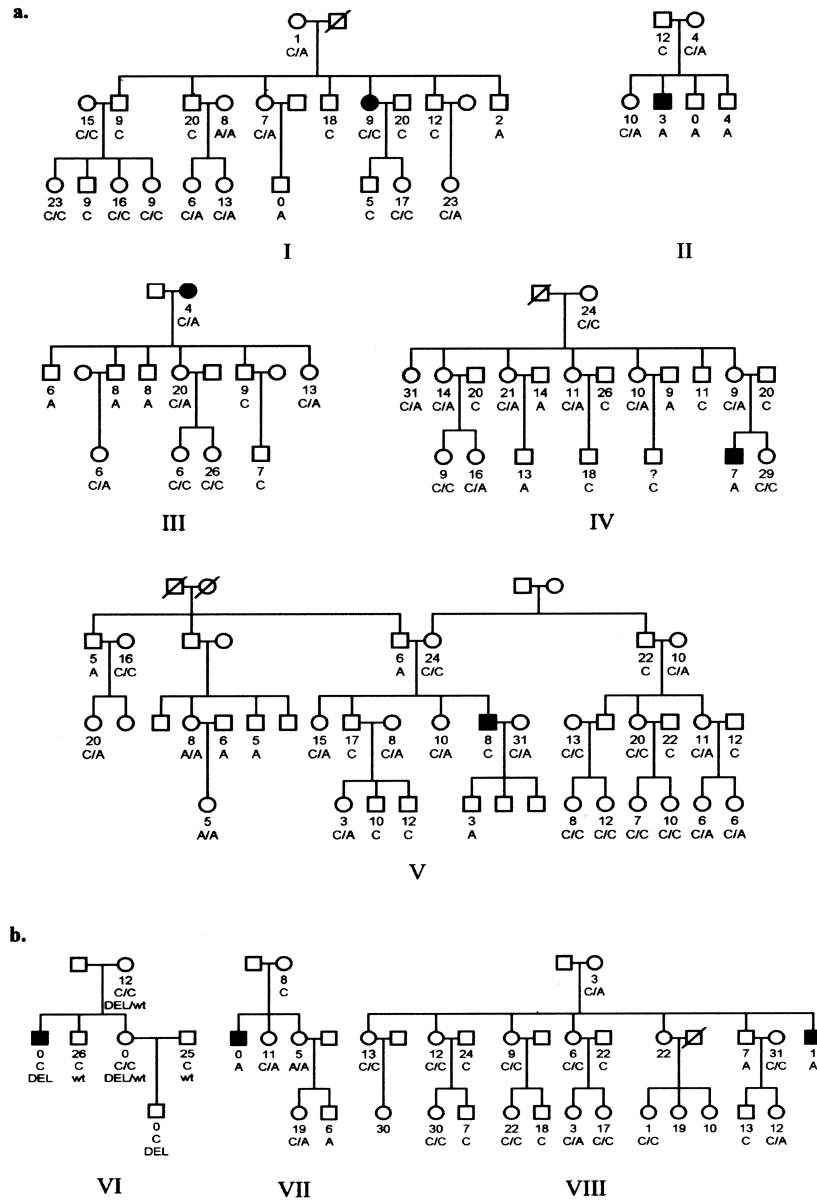 a.
1 12 4
C/A C C/A
15 9 20 8 7 18 9 20 12 2 10 3 0 4
C/C C C A/A C/A C C/C C C A C/A A A A
23 9 16 9 6 13 0 5 17 23
C/C C C/C C/C C/A C/A A C C/C C/A
I II
4 24
C/A C/C
6 8 8 20 9 13 31 14 20 21 14 11 26 10 9 11 9 20
A A A C/A C C/A C/A C/A C C/A A C/A C C/A A C C/A C
6 6 26 7 9 16 13 18 ? 7 29
C/A C/C C/C C C/C C/A A C C A C/C
III IV
5 16 6 24 22 10
A C/C A C/C C C/A
20 8 6 5 15 17 8 10 8 31 13 20 22 11 12
C/A A/A A A C/A C C/A C/A C C/A C/C C/C C C/A C
5 3 10 12 3 8 12 7 10 6 6
A/A C/A C C A C/C C/C C/C C/C C/A C/A
V
b.
12 8 3
C/C C C/A
DEL/wt
0 26 0 25 0 11 5 13 12 24 9 6 22 22 7 31 1
C C C/C C A C/A A/A C/C C/C C C/C C/C C A C/C A
DEL wt DEL/wt wt
0 19 6 30 30 7 22 18 3 17 1 19 10 13 12
C C/A A C/C C C/C C C/A C/C C/C C C/A
DEL
VI VII VIII